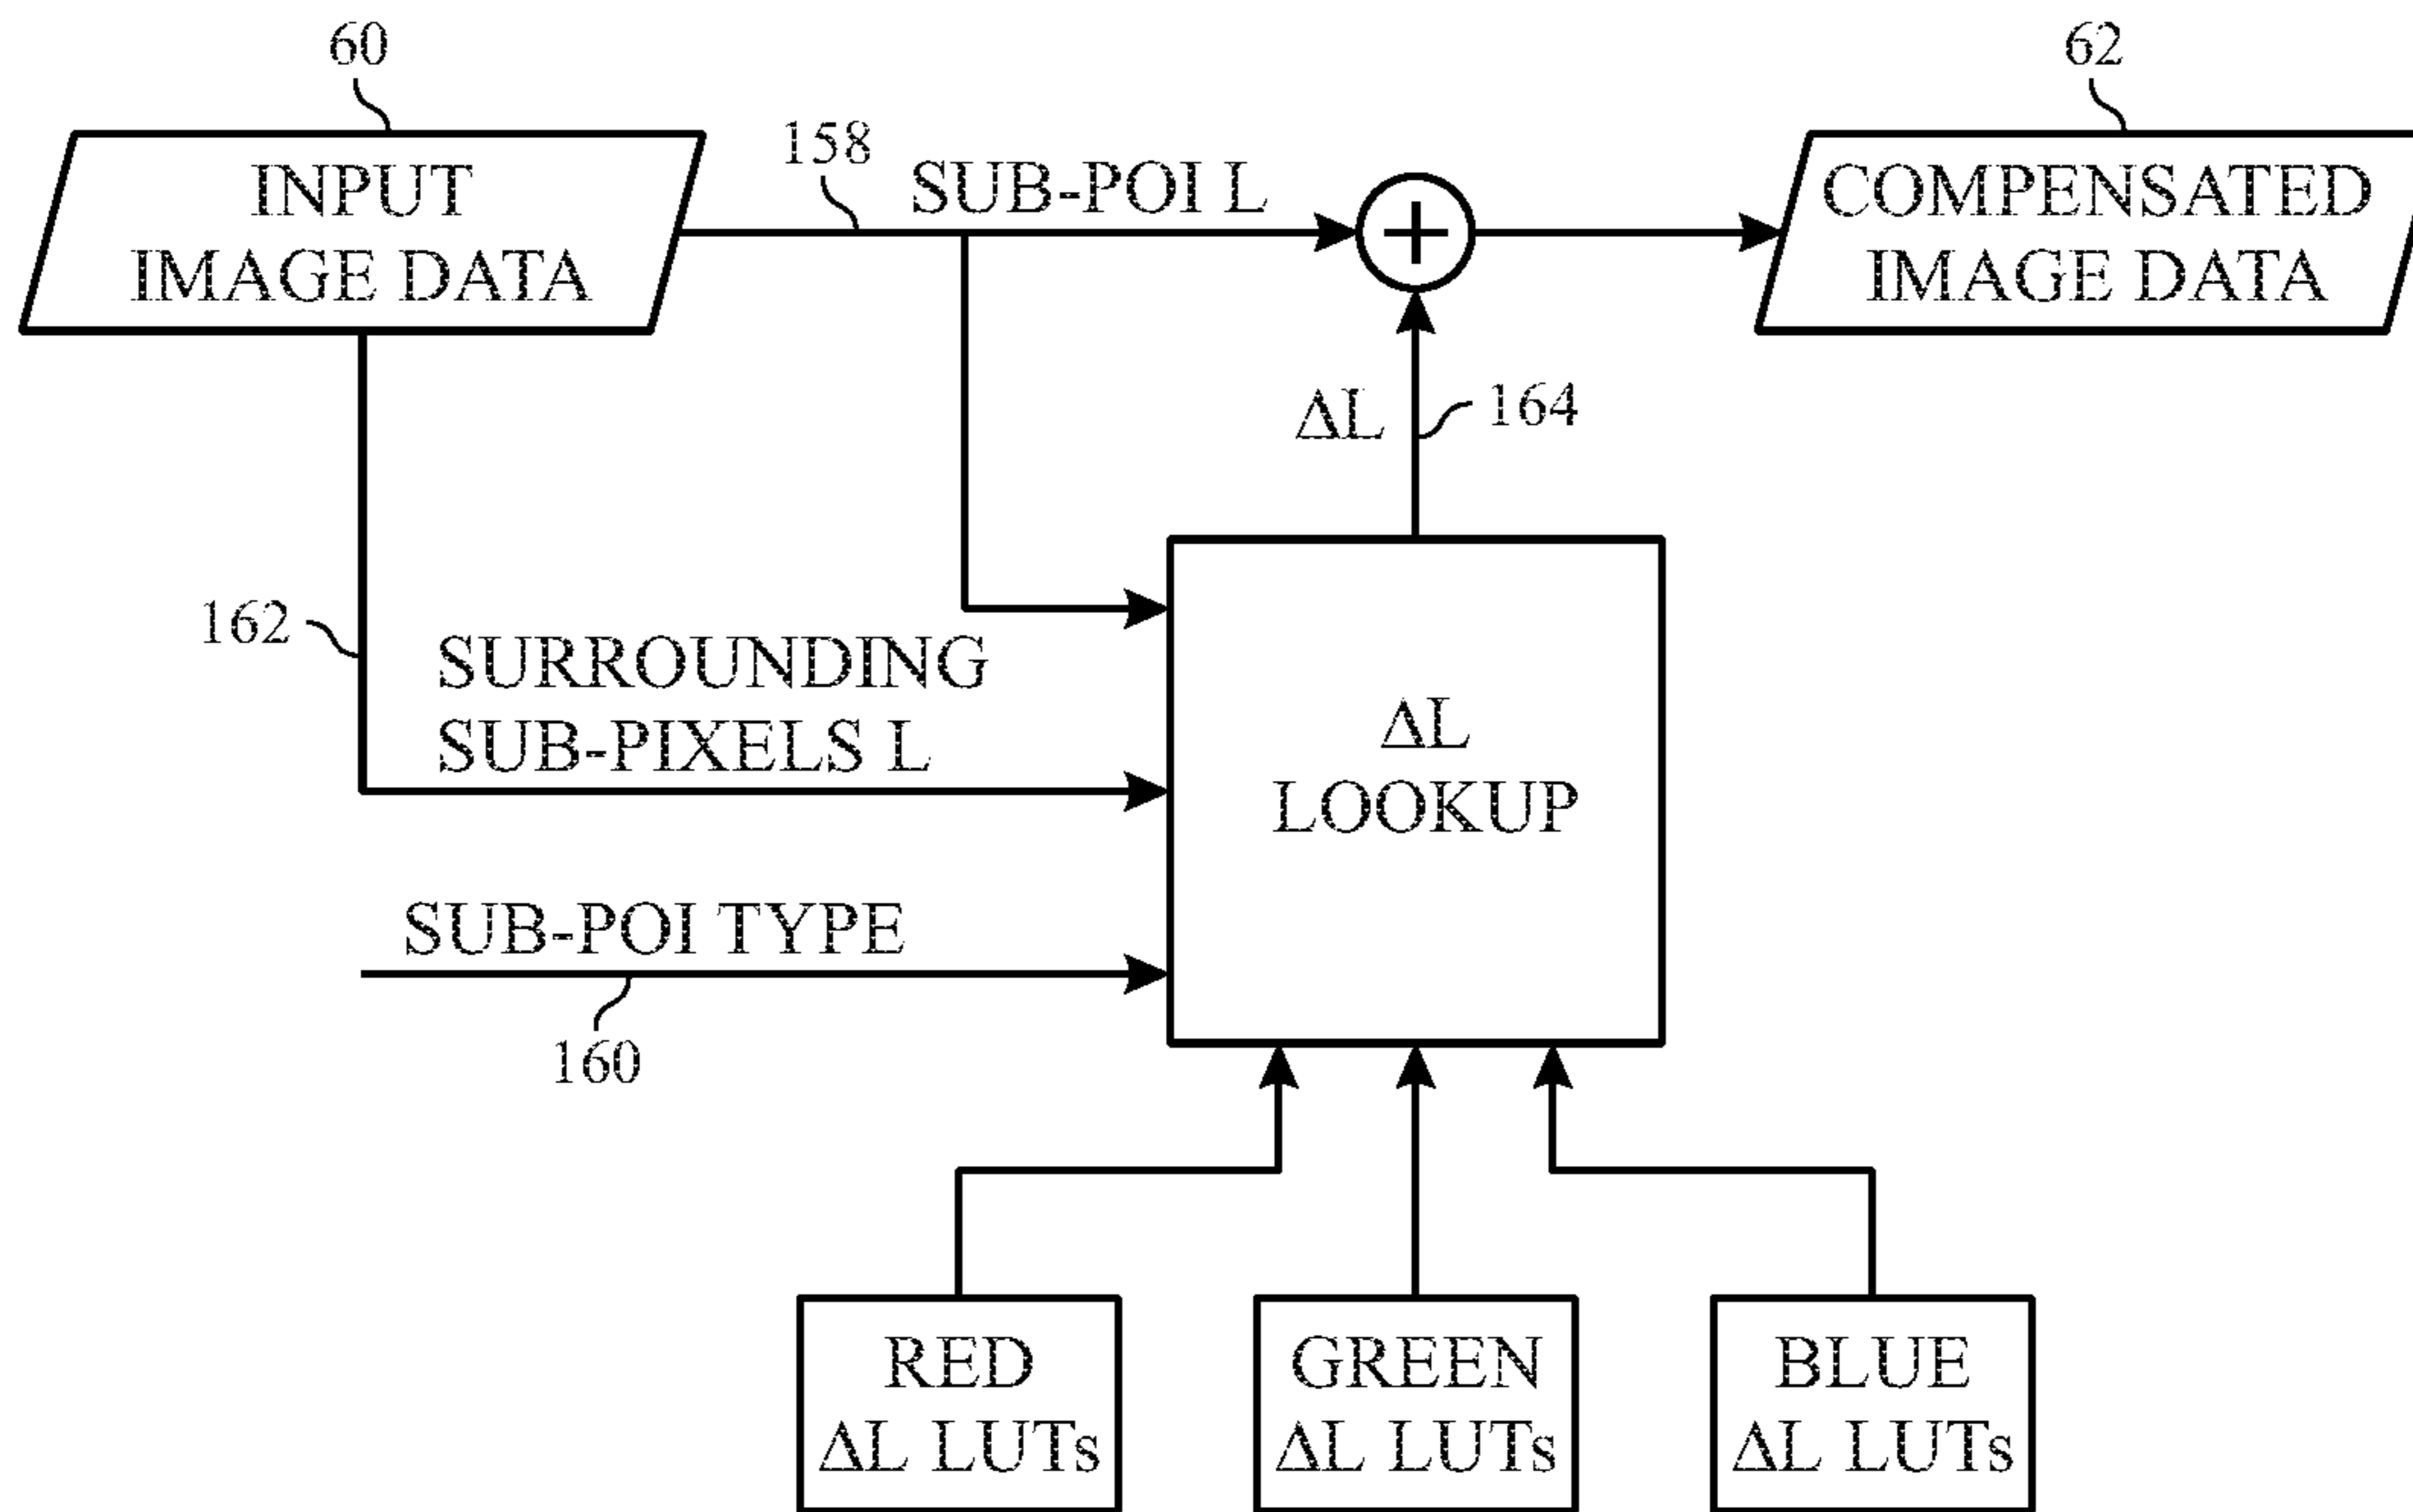 60
62
INPUT
IMAGE DATA
158
SUB-POI L
+
COMPENSATED
IMAGE DATA
ΔL
164
162
SURROUNDING
SUB-PIXELS L
ΔL
LOOKUP
SUB-POI TYPE
160
RED
ΔL LUTs
GREEN
ΔL LUTs
BLUE
ΔL LUTs